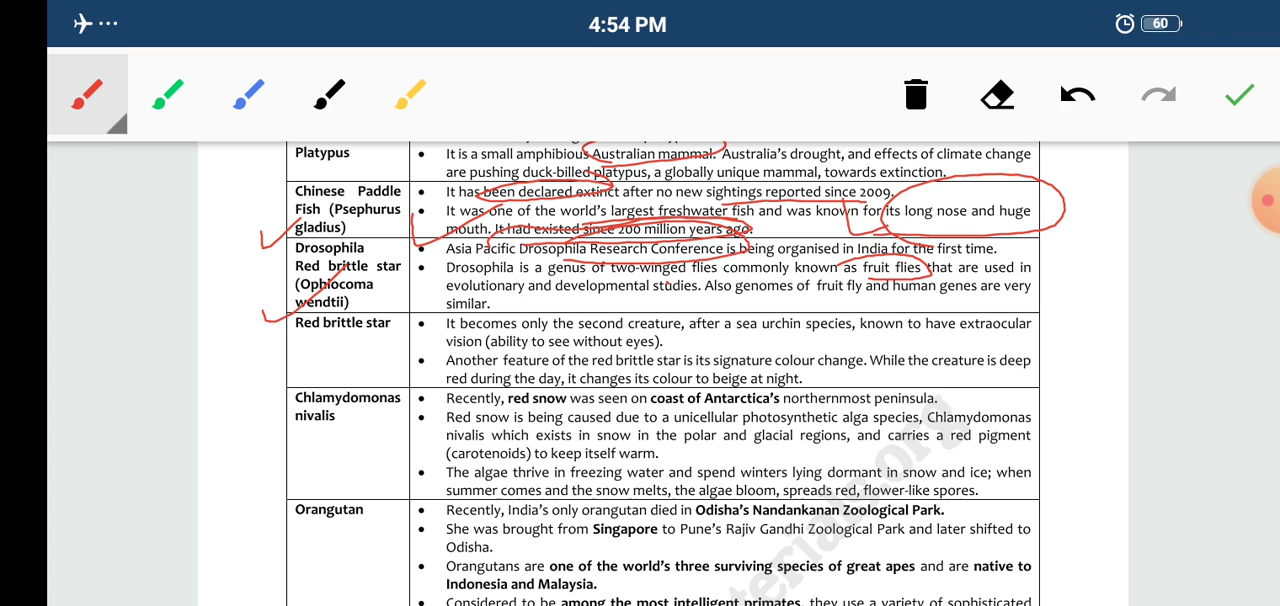 4:54 PM
60
Platypus
It is a small amphibious Australian mammal. Australia's drought, and effects of climate change
are pushing duck-billed platypus, a globally unique mammal, towards extinction.
Chinese Paddle
Fish (Psephurus
gladius)
It has been declared extinct after no new sightings reported since 2009.
It was one of the world's largest freshwater fish and was known for its long nose and huge
mouth. It had existed since 200 million years ago.
Drosophila
Red brittle star
(Ophiocoma
wendtii)
Asia Pacific Drosophila Research Conference is being organised in India for the first time.
Drosophila is a genus of two-winged flies commonly known as fruit flies that are used in
evolutionary and developmental studies. Also genomes of fruit fly and human genes are very
similar.
Red brittle star
It becomes only the second creature, after a sea urchin species, known to have extraocular
vision (ability to see without eyes).
Another feature of the red brittle star is its signature colour change. While the creature is deep
red during the day, it changes its colour to beige at night.
Chlamydomonas
nivalis
Recently, red snow was seen on coast of Antarctica's northernmost peninsula.
Red snow is being caused due to a unicellular photosynthetic alga species, Chlamydomonas
nivalis which exists in snow in the polar and glacial regions, and carries a red pigment
(carotenoids) to keep itself warm.
The algae thrive in freezing water and spend winters lying dormant in snow and ice; when
summer comes and the snow melts, the algae bloom, spreads red, flower-like spores.
Orangutan
Recently, India's only orangutan died in Odisha's Nandankanan Zoological Park.
She was brought from Singapore to Pune's Rajiv Gandhi Zoological Park and later shifted to
Odisha.
Orangutans are one of the world's three surviving species of great apes and are native to
Indonesia and Malaysia.
Considered to be among the most intelligent primates, they use a variety of sophisticated
terials.org